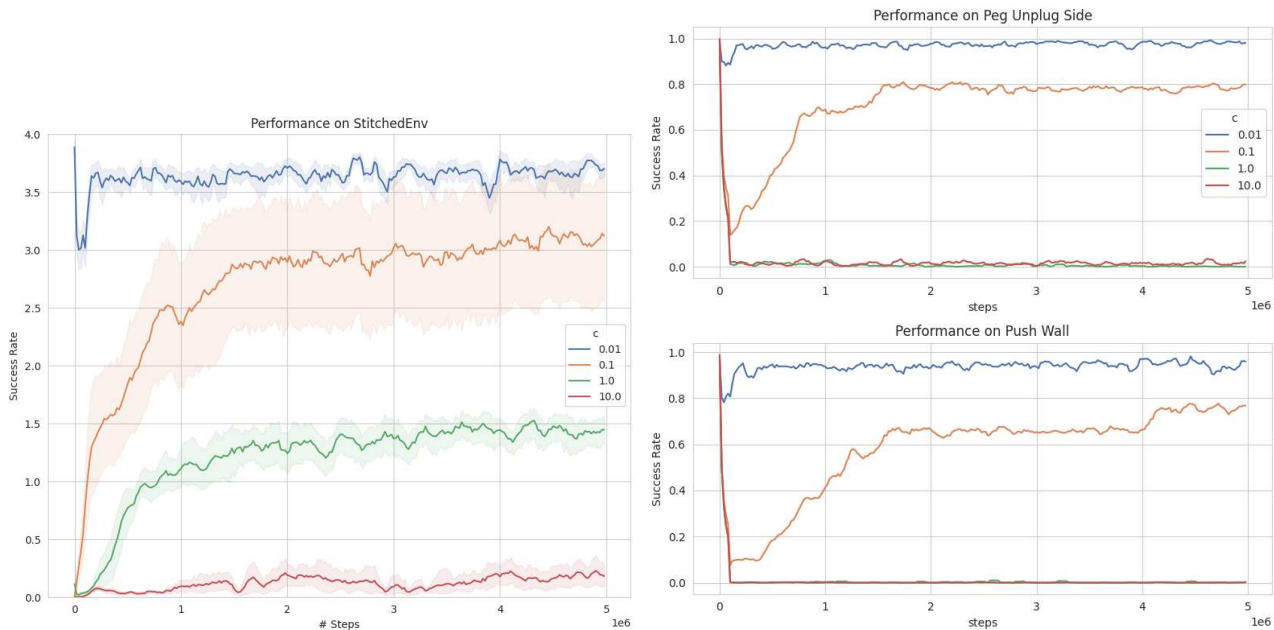 Performance on StitchedEnv
Success Rate
4.0
3.5
3.0
2.5
2.0
1.5
1.0
0.5
0.0
c
0.01
0.1
1.0
10.0
0 1 2 3 4 5
1e6
# Steps
Performance on Peg Unplug Side
Success Rate
1.0
0.8
0.6
0.4
0.2
0.0
c
0.01
0.1
1.0
10.0
0 1 2 3 4 5
steps 1e6
Performance on Push Wall
Success Rate
1.0
0.8
0.6
0.4
0.2
0.0
0 1 2 3 4 5
steps 1e6